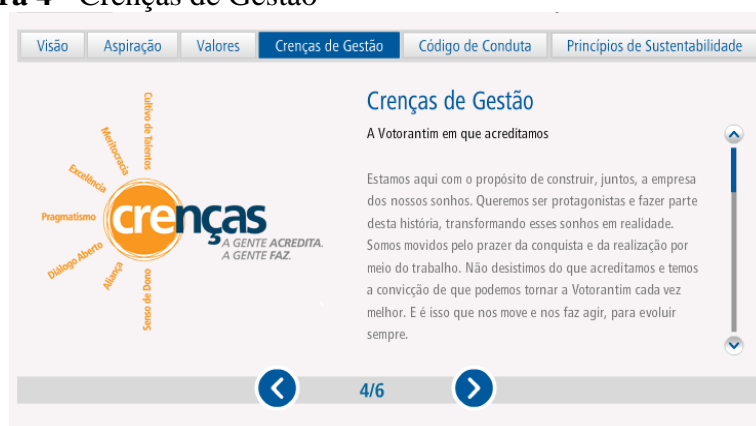 ra 4 - Crenças de Gestão
Visão Aspiração Valores Crenças de Gestão Código de Conduta Princípios de Sustentabilidade
Cultivo de Talentos
Meritocracia
Excelência
Pragmatismo
Diálogo Aberto
Aliança
Senso de Dono
crenças
A GENTE ACREDITA.
A GENTE FAZ.
Crenças de Gestão
A Votorantim em que acreditamos
Estamos aqui com o propósito de construir, juntos, a empresa
dos nossos sonhos. Queremos ser protagonistas e fazer parte
desta história, transformando esses sonhos em realidade.
Somos movidos pelo prazer da conquista e da realização por
meio do trabalho. Não desistimos do que acreditamos e temos
a convicção de que podemos tornar a Votorantim cada vez
melhor. E é isso que nos move e nos faz agir, para evoluir
sempre.
4/6